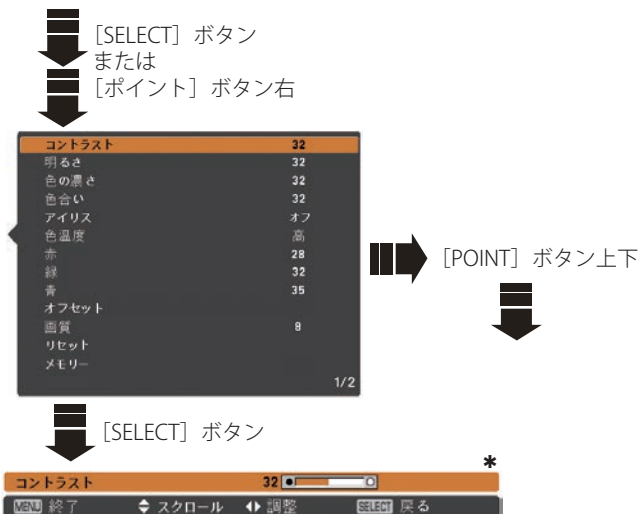 ［SELECT］ボタン
または
［ポイント］ボタン右
コントラスト 32
明るさ 32
色の濃さ 32
色合い 32
アイリス オフ
色温度 高
赤 28
緑 32
青 35
オフセット
画質 8
リセット
メモリー
1/2
［POINT］ボタン上下
［SELECT］ボタン
*
コントラスト 32
MENU 終了 スクロール 調整 SELECT 戻る